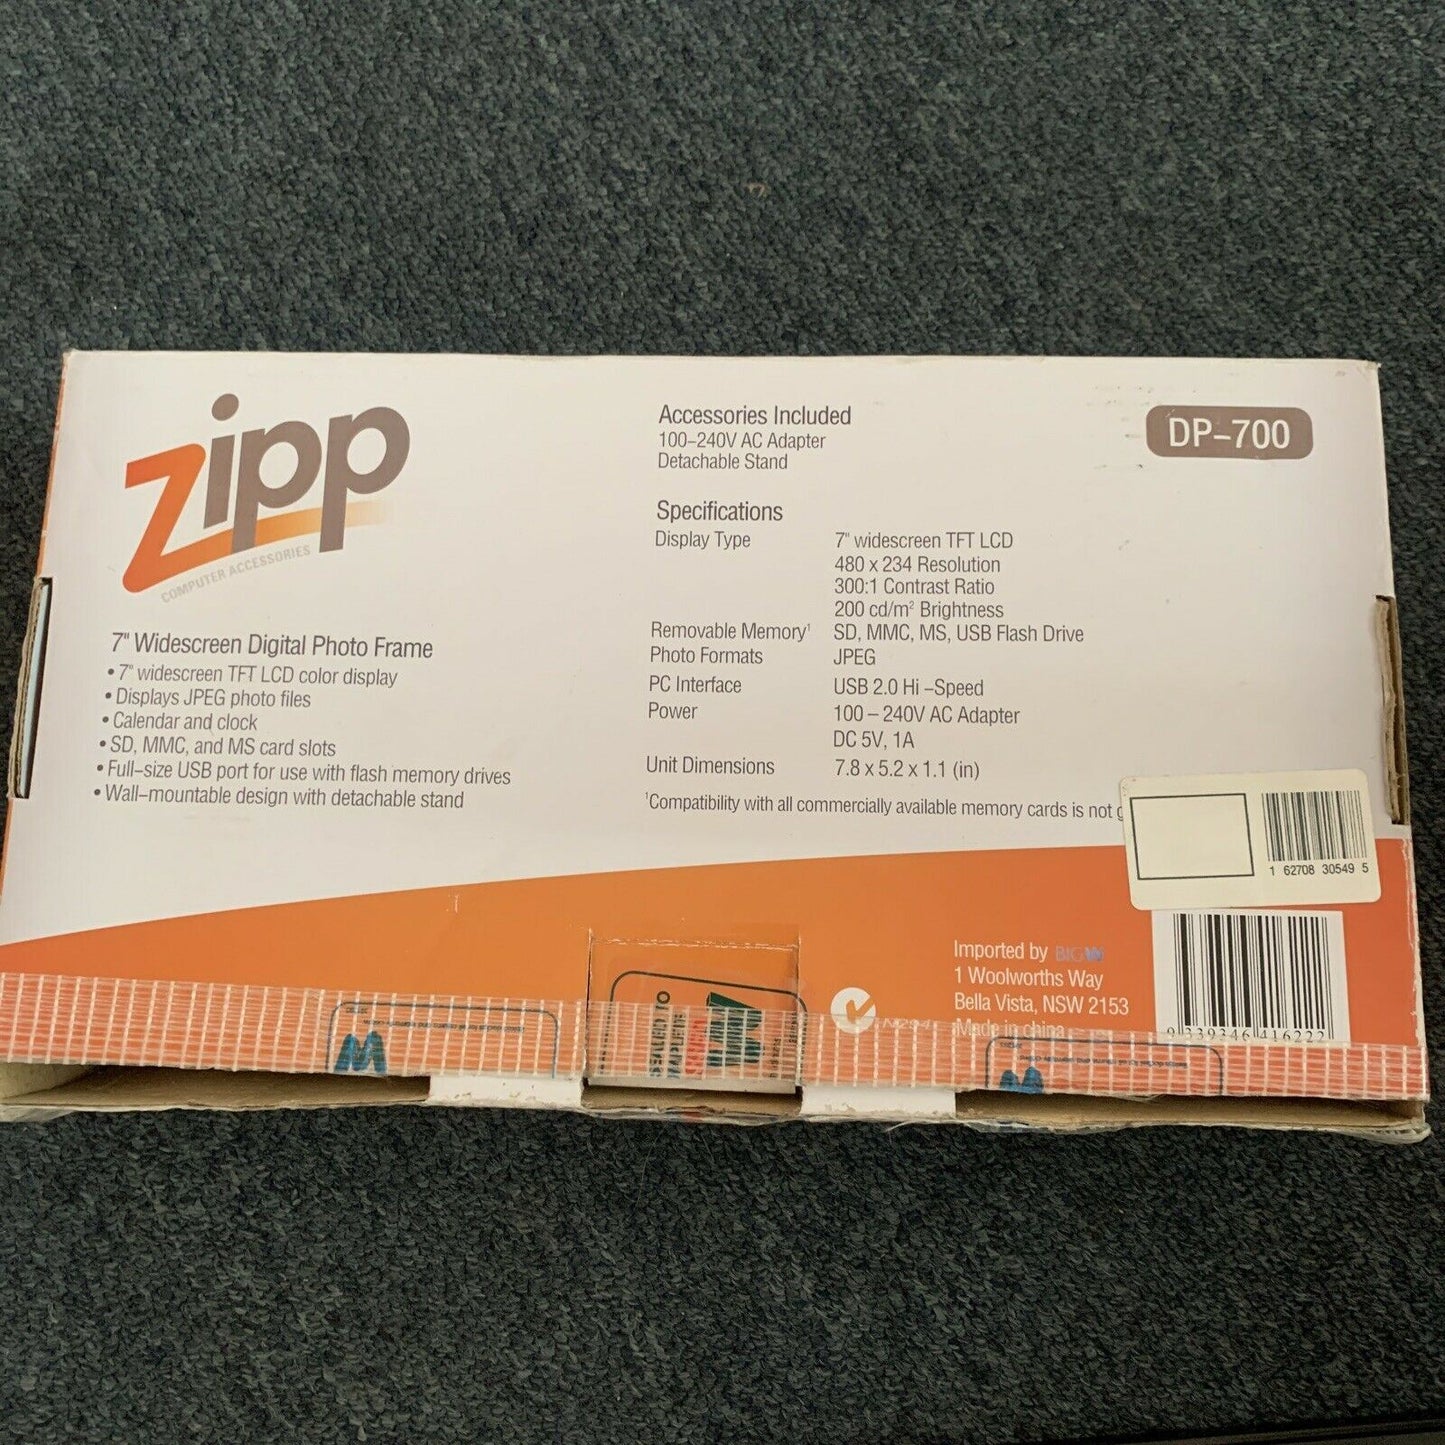 zipp
COMPUTER ACCESSORIES
7" Widescreen Digital Photo Frame
• 7" widescreen TFT LCD color display
• Displays JPEG photo files
• Calendar and clock
• SD, MMC, and MS card slots
• Full-size USB port for use with flash memory drives
• Wall-mountable design with detachable stand
Accessories Included
100-240V AC Adapter
Detachable Stand
Specifications
Display Type 7" widescreen TFT LCD
480 x 234 Resolution
300:1 Contrast Ratio
200 cd/m² Brightness
Removable Memory¹ SD, MMC, MS, USB Flash Drive
Photo Formats JPEG
PC Interface USB 2.0 Hi -Speed
Power 100 – 240V AC Adapter
DC 5V, 1A
Unit Dimensions 7.8 x 5.2 x 1.1 (in)
¹Compatibility with all commercially available memory cards is not
DP-700
1 62708 30549 5
Imported by BIG W
1 Woolworths Way
Bella Vista, NSW 2153
Made in china
9 339346 416222